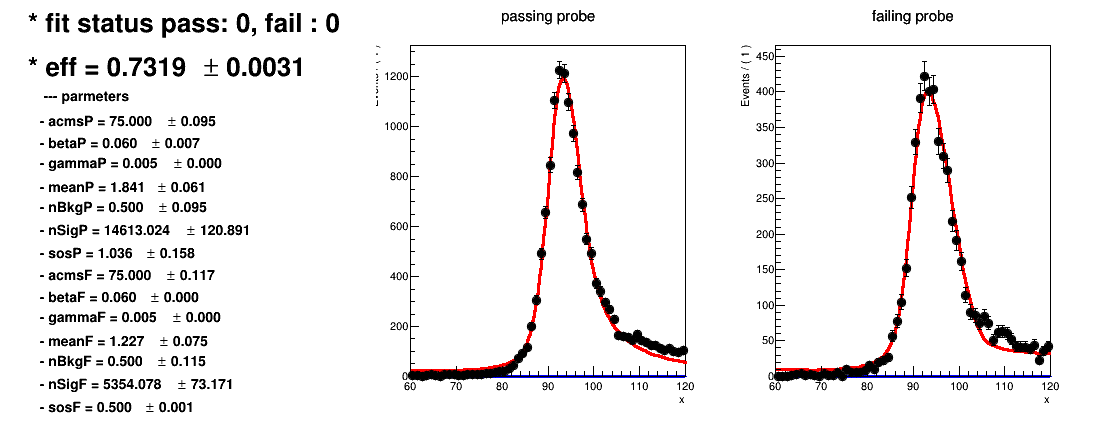 * fit status pass: 0, fail : 0
* eff = 0.7319 ± 0.0031
--- parmeters
- acmsP = 75.000 ± 0.095
- betaP = 0.060 ± 0.007
- gammaP = 0.005 ± 0.000
- meanP = 1.841 ± 0.061
- nBkgP = 0.500 ± 0.095
- nSigP = 14613.024 ± 120.891
- sosP = 1.036 ± 0.158
- acmsF = 75.000 ± 0.117
- betaF = 0.060 ± 0.000
- gammaF = 0.005 ± 0.000
- meanF = 1.227 ± 0.075
- nBkgF = 0.500 ± 0.115
- nSigF = 5354.078 ± 73.171
- sosF = 0.500 ± 0.001
passing probe
1200
1000
800
600
400
200
0
60 70 80 90 100 110 120
x
failing probe
Events / ( 1 )
450
400
350
300
250
200
150
100
50
0
60 70 80 90 100 110 120
x